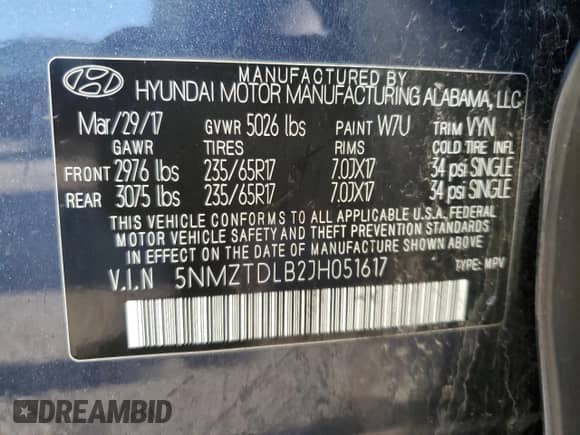 MANUFACTURED BY
HYUNDAI MOTOR MANUFACTURING ALABAMA, LLC
Mar/29/17 GVWR 5026 lbs PAINT W7U TRIM VYN
GAWR TIRES RIMS COLD TIRE INFL
FRONT 2976 lbs 235/65R17 7.0JX17 34 psi SINGLE
REAR 3075 lbs 235/65R17 7.0JX17 34 psi SINGLE
THIS VEHICLE CONFORMS TO ALL APPLICABLE U.S.A. FEDERAL
MOTOR VEHICLE SAFETY AND THEFT PREVENTION STANDARDS
IN EFFECT ON THE DATE OF MANUFACTURE SHOWN ABOVE.
V.I.N 5NMZTDLB2JH051617 TYPE: MPV
DREAMBID